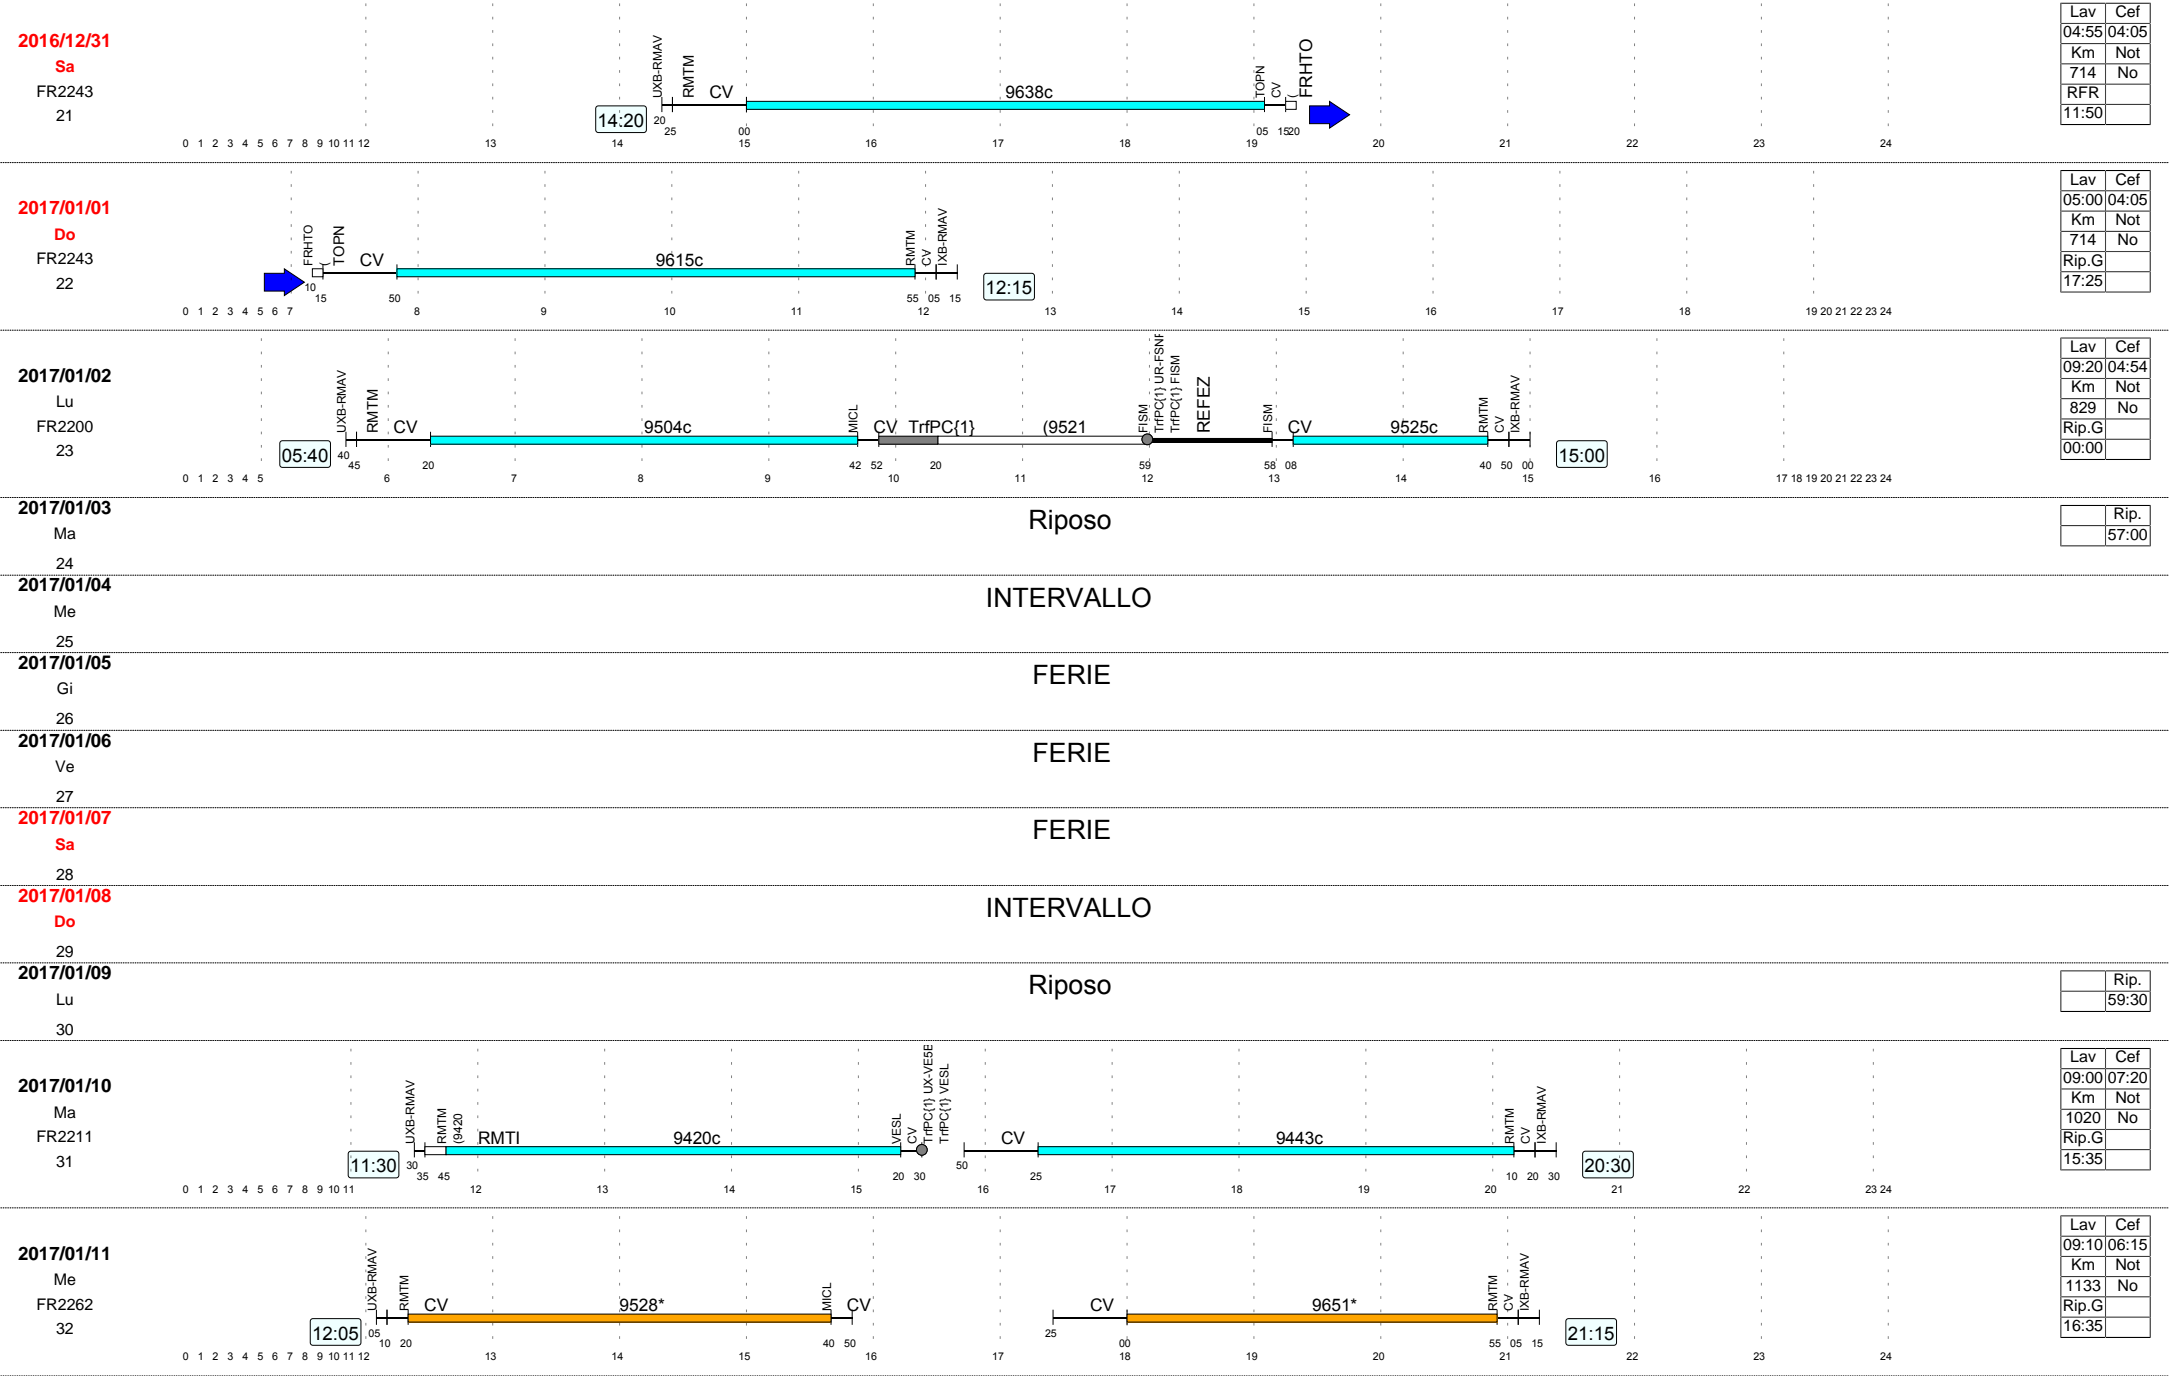 2016/12/31
Sa
FR2243
21
14:20
UXB-RMAV
RMTM
CV
9638c
TOPN
CV
(
FRHTO
20 25 00 05 15 20
0 1 2 3 4 5 6 7 8 9 10 11 12 13 14 15 16 17 18 19 20 21 22 23 24
Lav Cef
04:55 04:05
Km Not
714 No
RFR
11:50
2017/01/01
Do
FR2243
22
FRHTO
(
TOPN
CV
9615c
RMTM
CV
IXB-RMAV
12:15
10 15 50 55 05 15
0 1 2 3 4 5 6 7 8 9 10 11 12 13 14 15 16 17 18 19 20 21 22 23 24
Lav Cef
05:00 04:05
Km Not
714 No
Rip.G
17:25
2017/01/02
Lu
FR2200
23
05:40
UXB-RMAV
RMTM
CV
9504c
MICL
CV
TrfPC{1}
(9521
FISM
TrfPC{1} UR-FSNF
TrfPC{1} FISM
REFEZ
FISM
CV
9525c
RMTM
CV
IXB-RMAV
15:00
40 45 20 42 52 20 59 58 08 40 50 00
0 1 2 3 4 5 6 7 8 9 10 11 12 13 14 15 16 17 18 19 20 21 22 23 24
Lav Cef
09:20 04:54
Km Not
829 No
Rip.G
00:00
2017/01/03
Ma
24
Riposo
Rip.
57:00
2017/01/04
Me
25
INTERVALLO
2017/01/05
Gi
26
FERIE
2017/01/06
Ve
27
FERIE
2017/01/07
Sa
28
FERIE
2017/01/08
Do
29
INTERVALLO
2017/01/09
Lu
30
Riposo
Rip.
59:30
2017/01/10
Ma
FR2211
31
11:30
UXB-RMAV
RMTM
(9420
RMTI
9420c
VESL
CV
TrfPC{1} UX-VE5E
TrfPC{1} VESL
CV
9443c
RMTM
CV
IXB-RMAV
20:30
30 35 45 20 30 50 25 10 20 30
0 1 2 3 4 5 6 7 8 9 10 11 12 13 14 15 16 17 18 19 20 21 22 23 24
Lav Cef
09:00 07:20
Km Not
1020 No
Rip.G
15:35
2017/01/11
Me
FR2262
32
12:05
UXB-RMAV
RMTM
CV
9528*
MICL
CV
CV
9651*
RMTM
CV
IXB-RMAV
21:15
05 10 20 40 50 25 00 55 05 15
0 1 2 3 4 5 6 7 8 9 10 11 12 13 14 15 16 17 18 19 20 21 22 23 24
Lav Cef
09:10 06:15
Km Not
1133 No
Rip.G
16:35